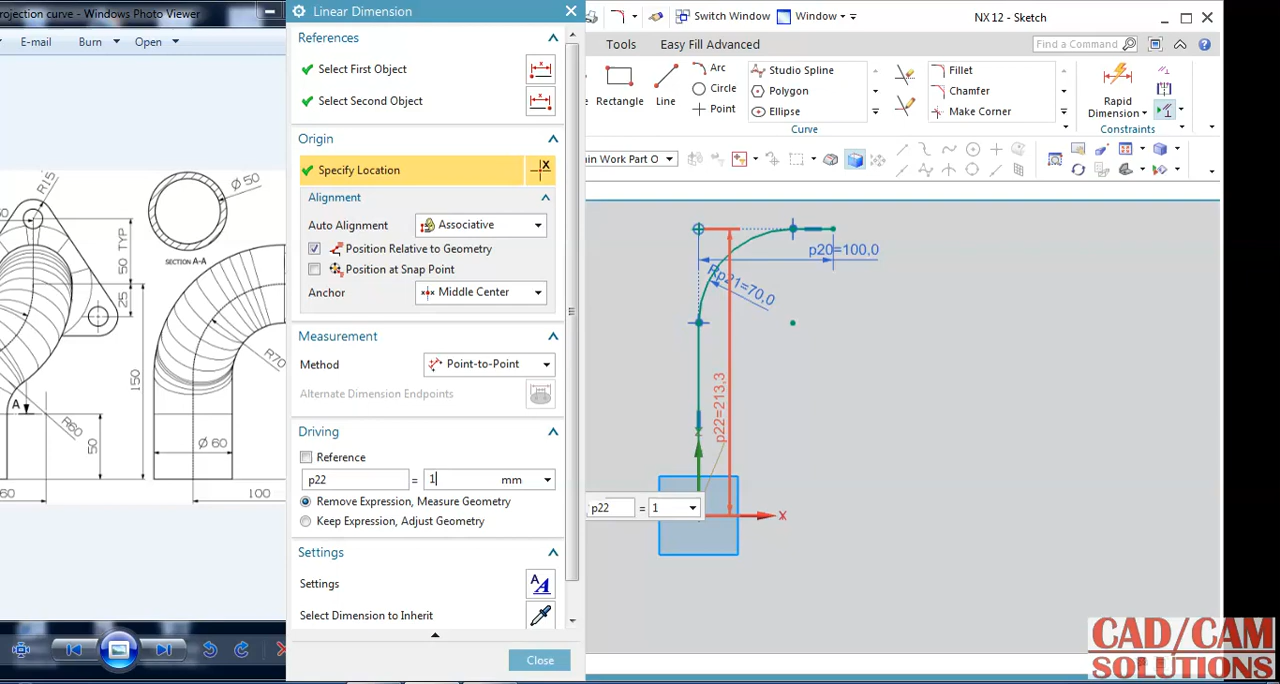 rojection curve - Windows Photo Viewer
E-mail Burn Open
R15
50 TYP
25
150
A
R60
50
60
Ø 50
SECTION A-A
R70
Ø 60
100
Linear Dimension
References
Select First Object
Select Second Object
Origin
Specify Location
Alignment
Auto Alignment Associative
Position Relative to Geometry
Position at Snap Point
Anchor Middle Center
Measurement
Method Point-to-Point
Alternate Dimension Endpoints
Driving
Reference
p22 = 1 mm
Remove Expression, Measure Geometry
Keep Expression, Adjust Geometry
Settings
Settings A
Select Dimension to Inherit
Close
Switch Window Window NX 12 - Sketch
Tools Easy Fill Advanced Find a Command
Rectangle Line Arc
Circle
Point
Studio Spline
Polygon
Ellipse
Fillet
Chamfer
Make Corner
Rapid
Dimension
Curve Constraints
in Work Part O
p20=100,0
Rp21=70,0
p22=213,3
p22 = 1
X
CAD/CAM
SOLUTIONS